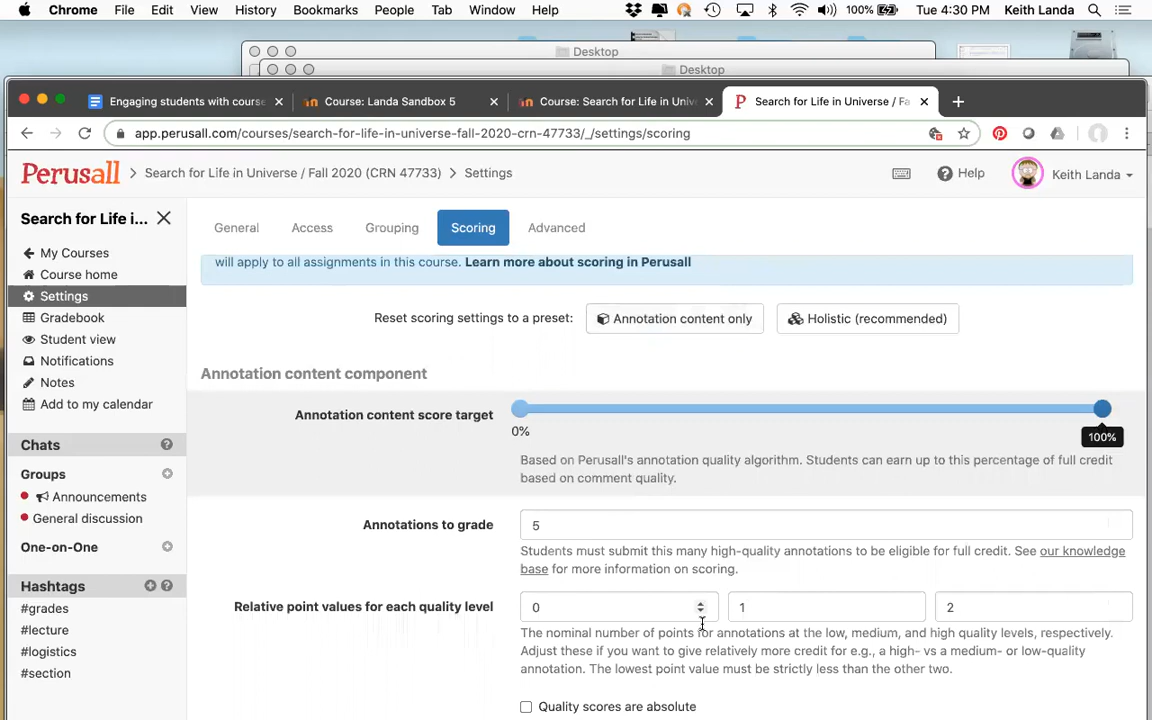 Chrome File Edit View History Bookmarks People Tab Window Help 100% Tue 4:30 PM Keith Landa
Desktop
Desktop
Engaging students with course Course: Landa Sandbox 5 Course: Search for Life in Univ Search for Life in Universe / Fa
app.perusall.com/courses/search-for-life-in-universe-fall-2020-crn-47733/_/settings/scoring
Perusall > Search for Life in Universe / Fall 2020 (CRN 47733) > Settings Help Keith Landa
Search for Life i...
My Courses
Course home
Settings
Gradebook
Student view
Notifications
Notes
Add to my calendar
Chats
Groups
Announcements
General discussion
One-on-One
Hashtags
#grades
#lecture
#logistics
#section
General Access Grouping Scoring Advanced
will apply to all assignments in this course. Learn more about scoring in Perusall
Reset scoring settings to a preset: Annotation content only Holistic (recommended)
Annotation content component
Annotation content score target
0%
100%
Based on Perusall's annotation quality algorithm. Students can earn up to this percentage of full credit
based on comment quality.
Annotations to grade 5
Students must submit this many high-quality annotations to be eligible for full credit. See our knowledge
base for more information on scoring.
Relative point values for each quality level 0 1 2
The nominal number of points for annotations at the low, medium, and high quality levels, respectively.
Adjust these if you want to give relatively more credit for e.g., a high- vs a medium- or low-quality
annotation. The lowest point value must be strictly less than the other two.
Quality scores are absolute